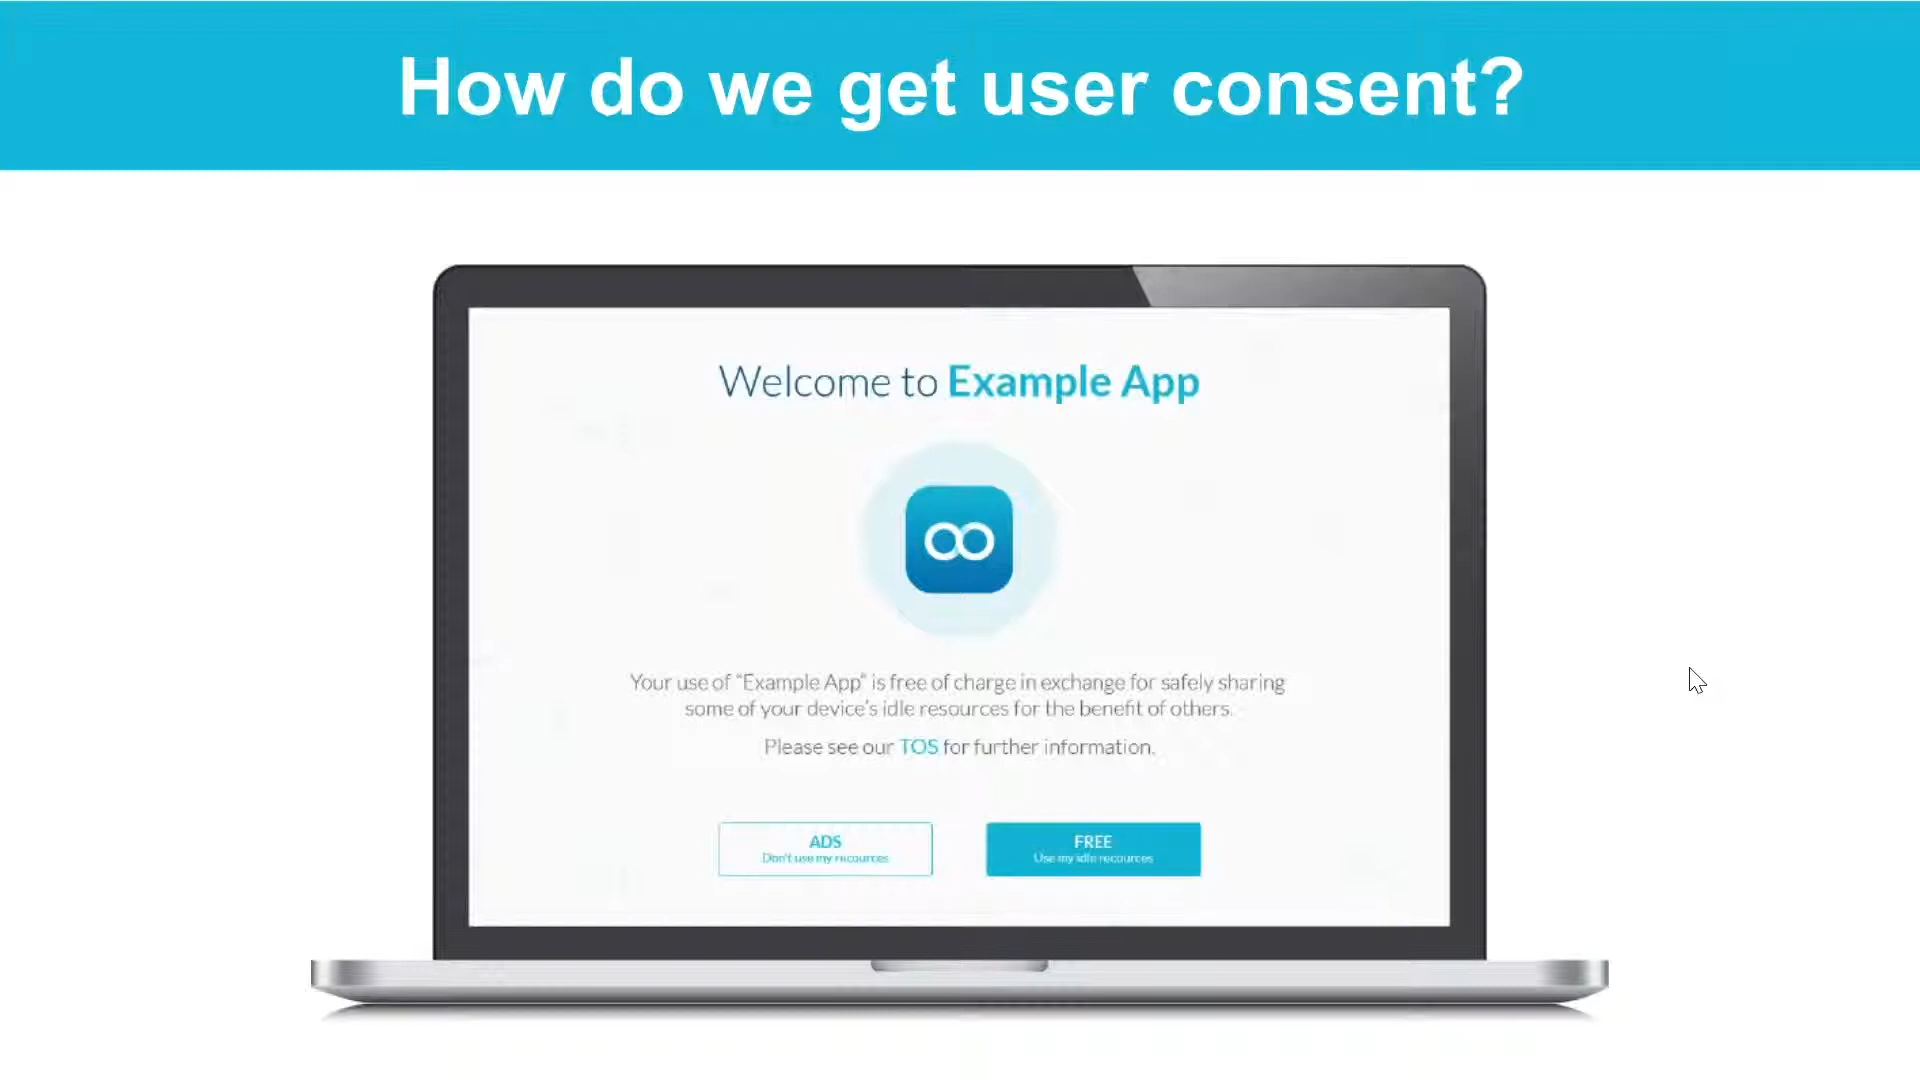 How do we get user consent?
Welcome to Example App
Your use of "Example App" is free of charge in exchange for safely sharing
some of your device's idle resources for the benefit of others.
Please see our TOS for further information.
ADS
Don't use my recources
FREE
Use my idle recources